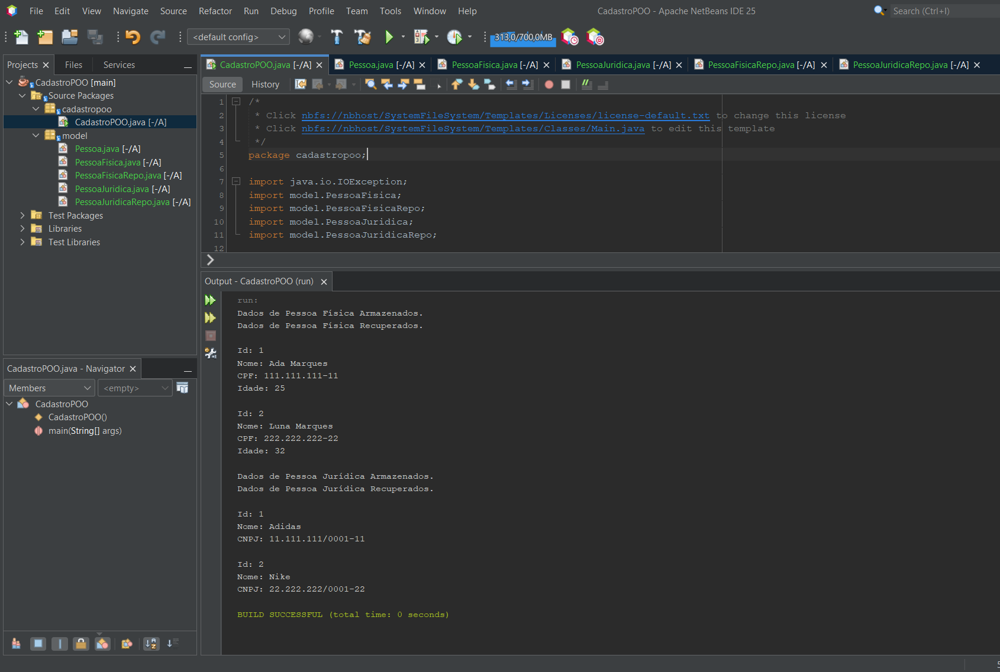 File Edit View Navigate Source Refactor Run Debug Profile Team Tools Window Help
CadastroPOO - Apache NetBeans IDE 25
Search (Ctrl+I)
<default config>
313,0/700,0MB
Projects Files Services
CadastroPOO [main]
Source Packages
cadastropoo
CadastroPOO.java [-/A]
model
Pessoa.java [-/A]
PessoaFisica.java [-/A]
PessoaFisicaRepo.java [-/A]
PessoaJuridica.java [-/A]
PessoaJuridicaRepo.java [-/A]
Test Packages
Libraries
Test Libraries
CadastroPOO.java - Navigator
Members <empty>
CadastroPOO
CadastroPOO()
main(String[] args)
CadastroPOO.java [-/A] Pessoa.java [-/A] PessoaFisica.java [-/A] PessoaJuridica.java [-/A] PessoaFisicaRepo.java [-/A] PessoaJuridicaRepo.java [-/A]
Source History
1 /*
2 * Click nbfs://nbhost/SystemFileSystem/Templates/Licenses/license-default.txt to change this license
3 * Click nbfs://nbhost/SystemFileSystem/Templates/Classes/Main.java to edit this template
4 */
5 package cadastropoo;
6
7 import java.io.IOException;
8 import model.PessoaFisica;
9 import model.PessoaFisicaRepo;
10 import model.PessoaJuridica;
11 import model.PessoaJuridicaRepo;
12
Output - CadastroPOO (run)
run:
Dados de Pessoa Física Armazenados.
Dados de Pessoa Física Recuperados.
Id: 1
Nome: Ada Marques
CPF: 111.111.111-11
Idade: 25
Id: 2
Nome: Luna Marques
CPF: 222.222.222-22
Idade: 32
Dados de Pessoa Jurídica Armazenados.
Dados de Pessoa Jurídica Recuperados.
Id: 1
Nome: Adidas
CNPJ: 11.111.111/0001-11
Id: 2
Nome: Nike
CNPJ: 22.222.222/0001-22
BUILD SUCCESSFUL (total time: 0 seconds)